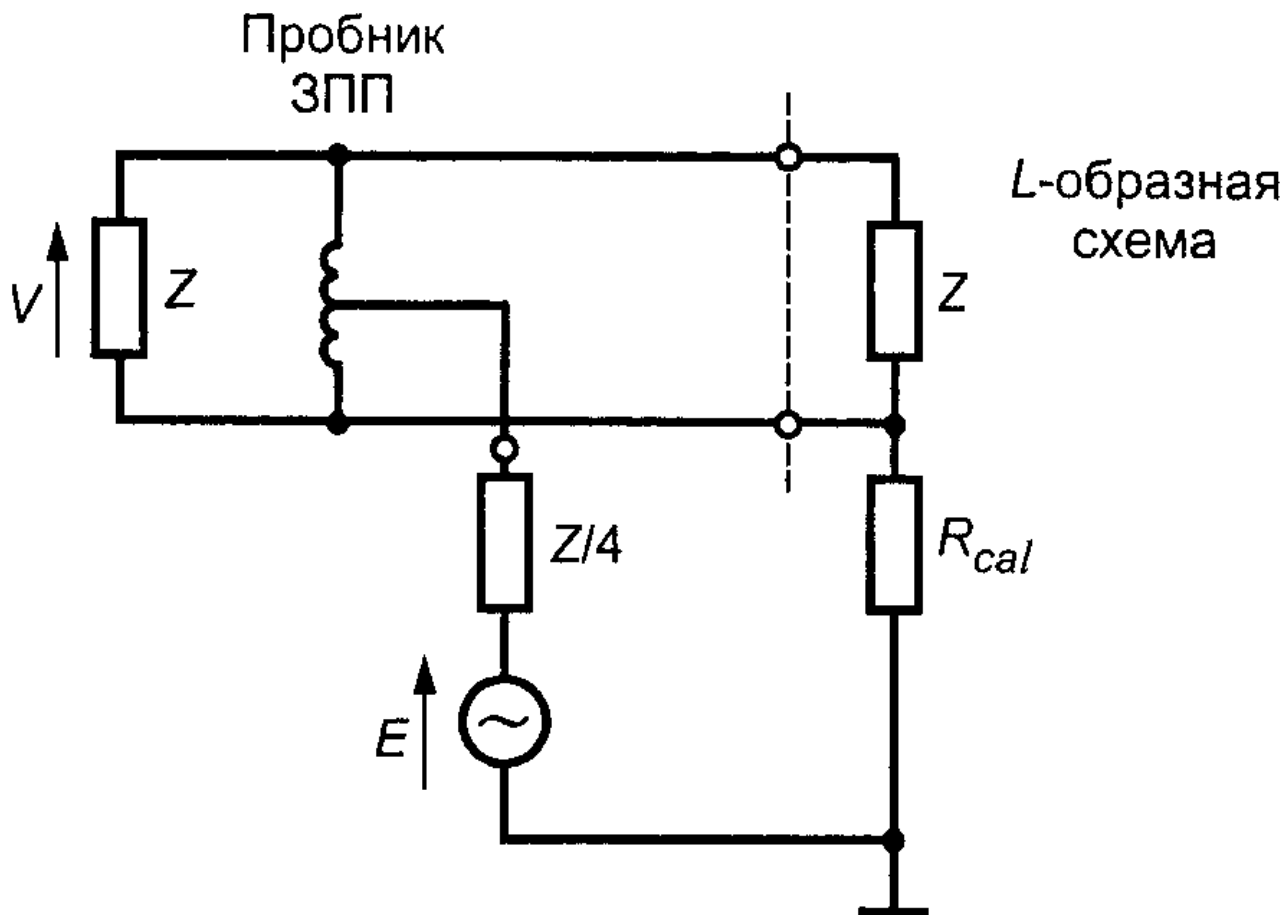 Пробник
ЗПП
L-образная
схема
V
Z
Z
Z/4
R_cal
E